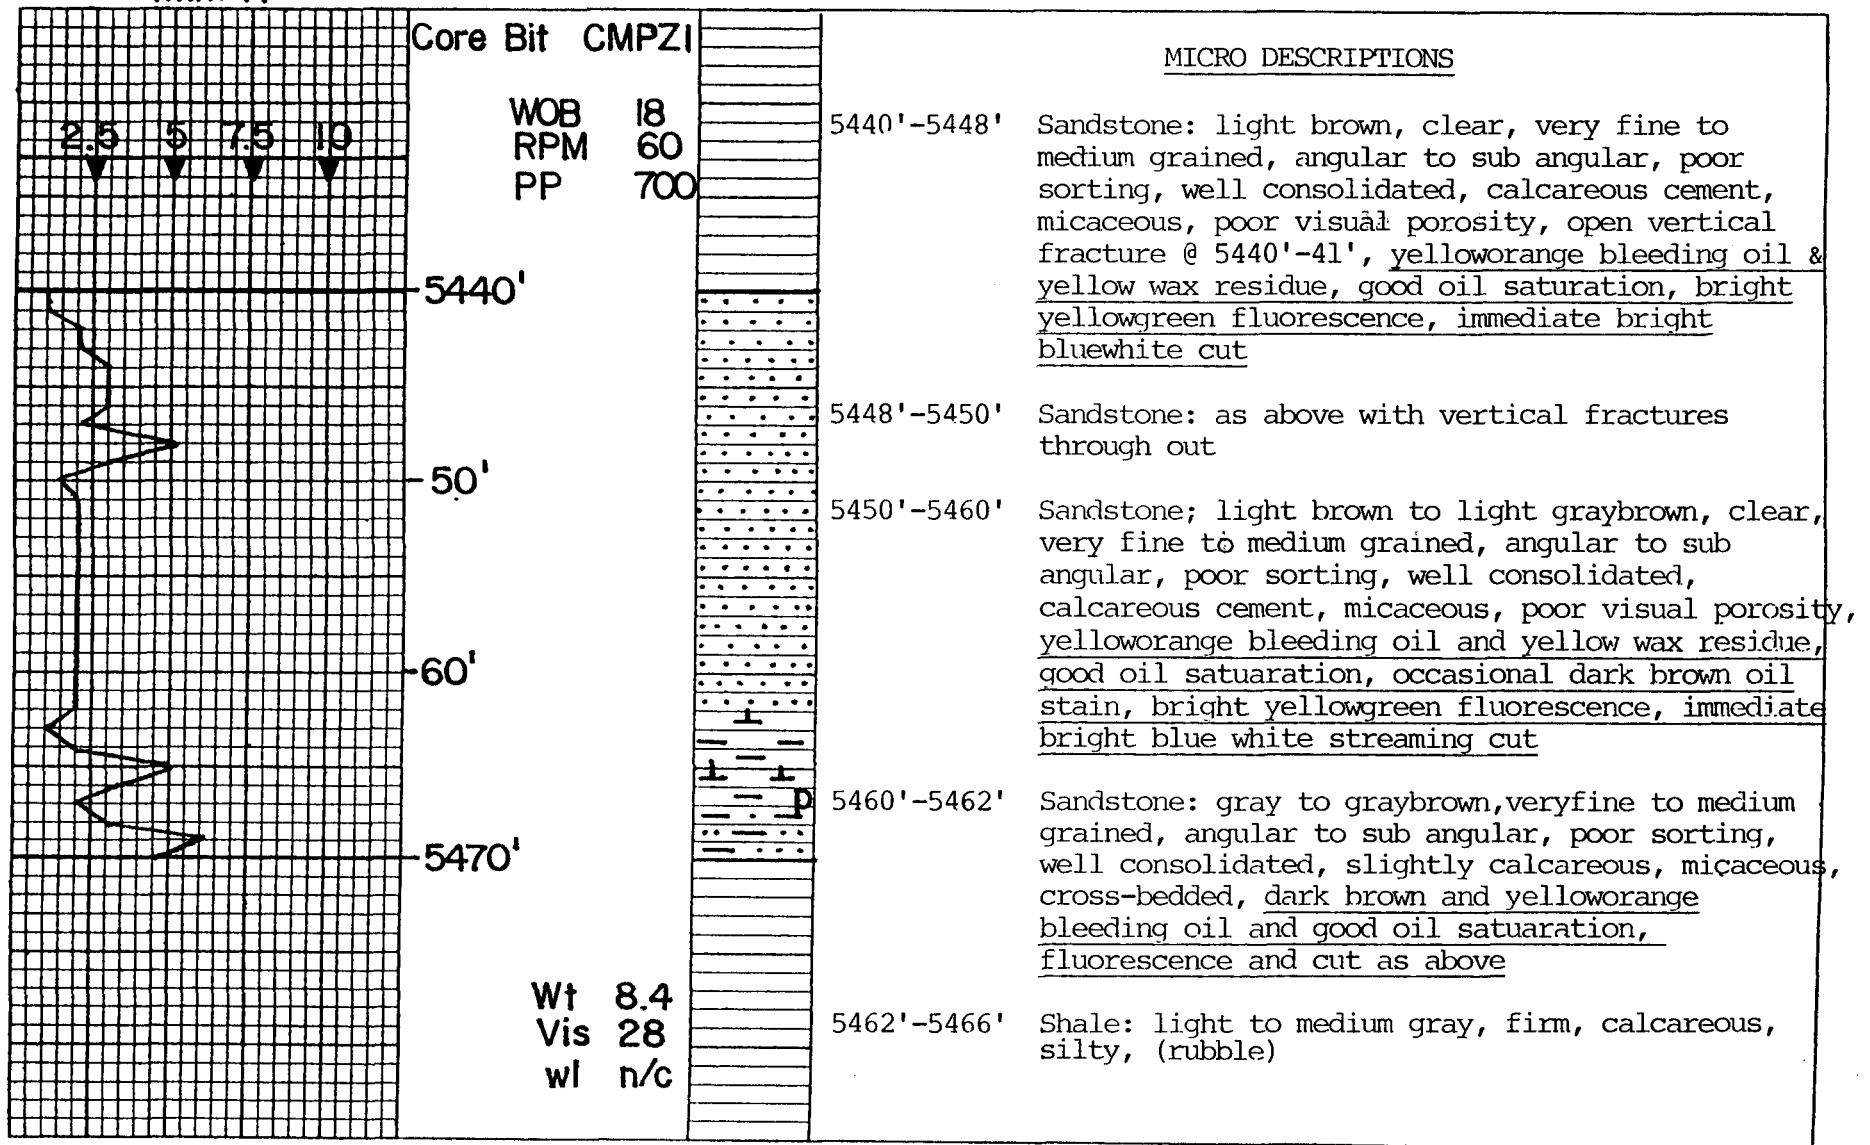 Core Bit CMPZI
WOB 18
RPM 60
PP 700
2.5 5 7.5 10
5440'
50'
60'
5470'
p
Wt 8.4
Vis 28
wl n/c
MICRO DESCRIPTIONS
5440'-5448' Sandstone: light brown, clear, very fine to
medium grained, angular to sub angular, poor
sorting, well consolidated, calcareous cement,
micaceous, poor visual porosity, open vertical
fracture @ 5440'-41', yelloworange bleeding oil &
yellow wax residue, good oil saturation, bright
yellowgreen fluorescence, immediate bright
bluewhite cut
5448'-5450' Sandstone: as above with vertical fractures
through out
5450'-5460' Sandstone; light brown to light graybrown, clear,
very fine to medium grained, angular to sub
angular, poor sorting, well consolidated,
calcareous cement, micaceous, poor visual porosity,
yelloworange bleeding oil and yellow wax residue,
good oil satuaration, occasional dark brown oil
stain, bright yellowgreen fluorescence, immediate
bright blue white streaming cut
5460'-5462' Sandstone: gray to graybrown,veryfine to medium
grained, angular to sub angular, poor sorting,
well consolidated, slightly calcareous, micaceous,
cross-bedded, dark brown and yelloworange
bleeding oil and good oil satuaration,
fluorescence and cut as above
5462'-5466' Shale: light to medium gray, firm, calcareous,
silty, (rubble)